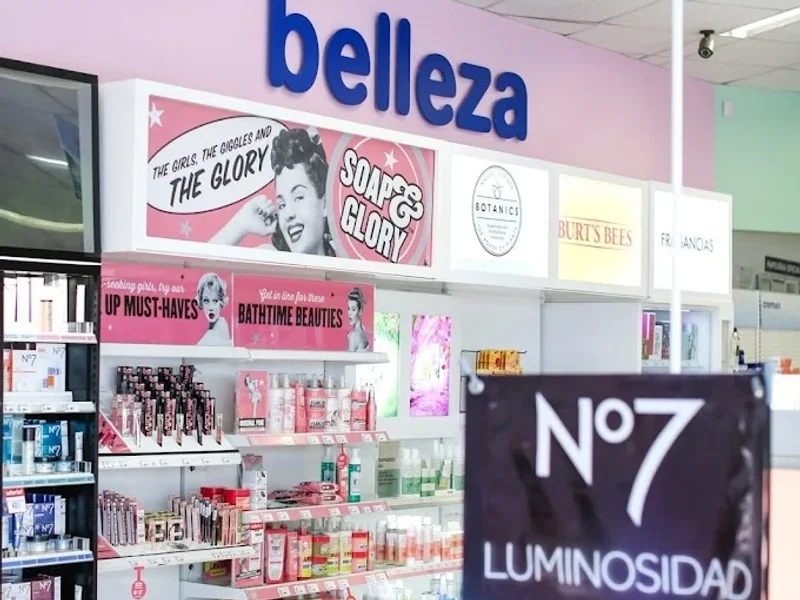 belleza
THE GIRLS, THE GIGGLES AND
THE GLORY
SOAP &
GLORY
BOTANICS
BURT'S BEES
FRAGANCIAS
seeking girls, try our
UP MUST-HAVES
Get in line for these
BATHTIME BEAUTIES
Nº7
Nº7
LUMINOSIDAD